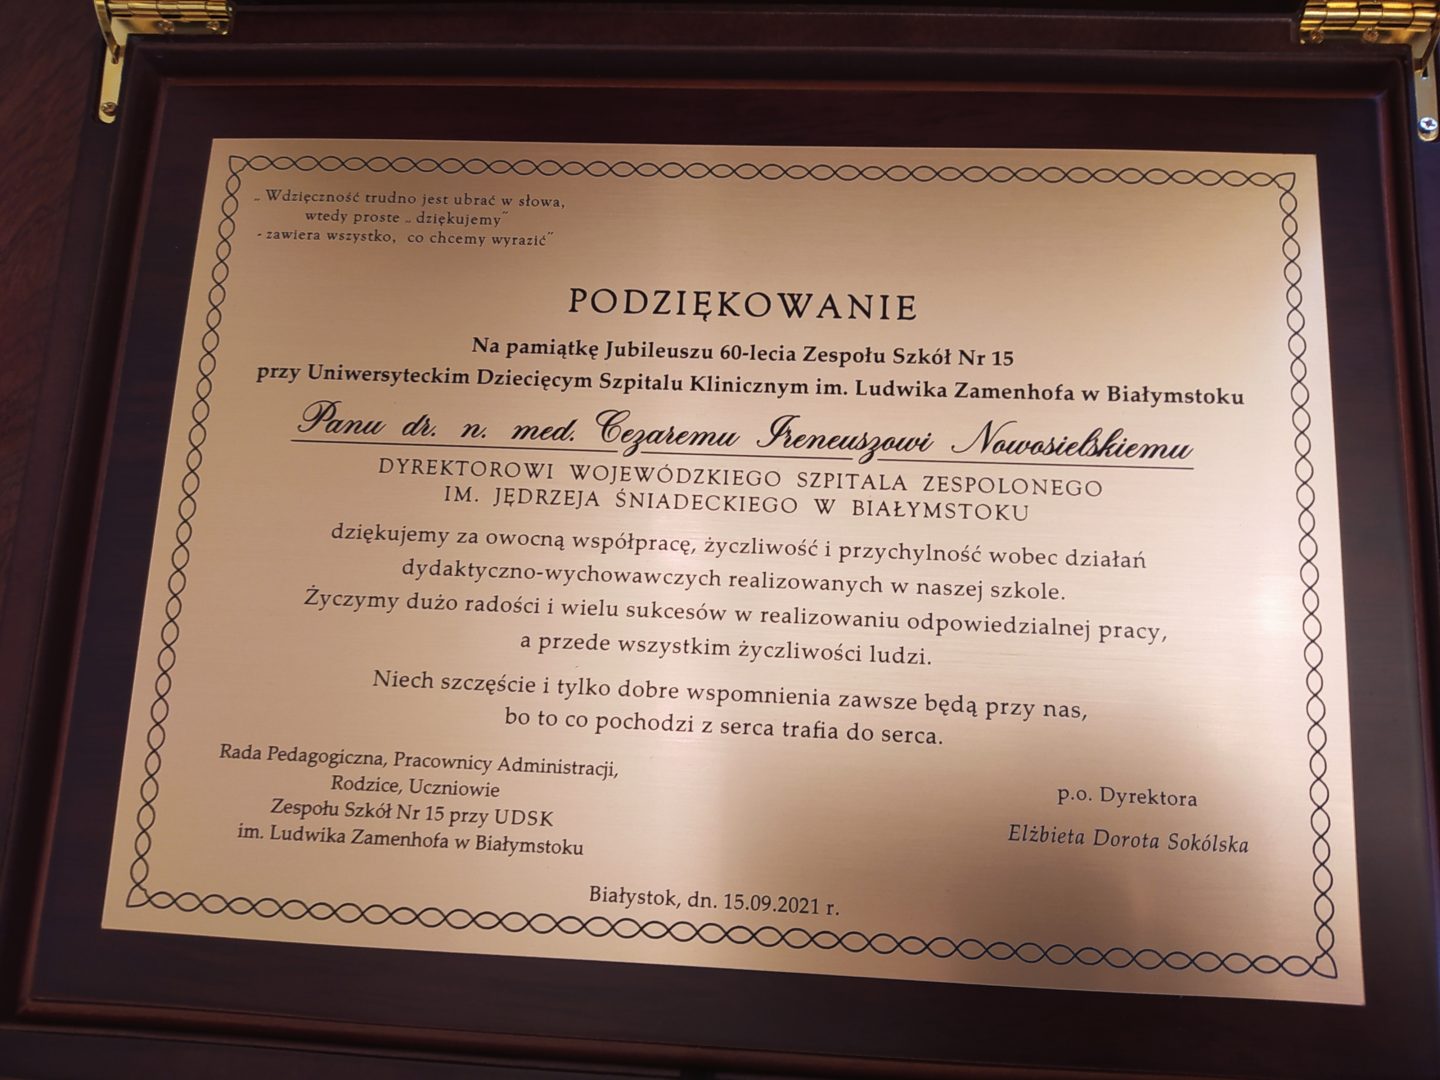 „ Wdzięczność trudno jest ubrać w słowa,
wtedy proste „ dziękujemy”
- zawiera wszystko, co chcemy wyrazić”
PODZIĘKOWANIE
Na pamiątkę Jubileuszu 60-lecia Zespołu Szkół Nr 15
przy Uniwersyteckim Dziecięcym Szpitalu Klinicznym im. Ludwika Zamenhofa w Białymstoku
Panu dr. n. med. Cezaremu Ireneuszowi Nowosielskiemu
DYREKTOROWI WOJEWÓDZKIEGO SZPITALA ZESPOLONEGO
IM. JĘDRZEJA ŚNIADECKIEGO W BIAŁYMSTOKU
dziękujemy za owocną współpracę, życzliwość i przychylność wobec działań
dydaktyczno-wychowawczych realizowanych w naszej szkole.
Życzymy dużo radości i wielu sukcesów w realizowaniu odpowiedzialnej pracy,
a przede wszystkim życzliwości ludzi.
Niech szczęście i tylko dobre wspomnienia zawsze będą przy nas,
bo to co pochodzi z serca trafia do serca.
Rada Pedagogiczna, Pracownicy Administracji,
Rodzice, Uczniowie
Zespołu Szkół Nr 15 przy UDSK
im. Ludwika Zamenhofa w Białymstoku
p.o. Dyrektora
Elżbieta Dorota Sokólska
Białystok, dn. 15.09.2021 r.